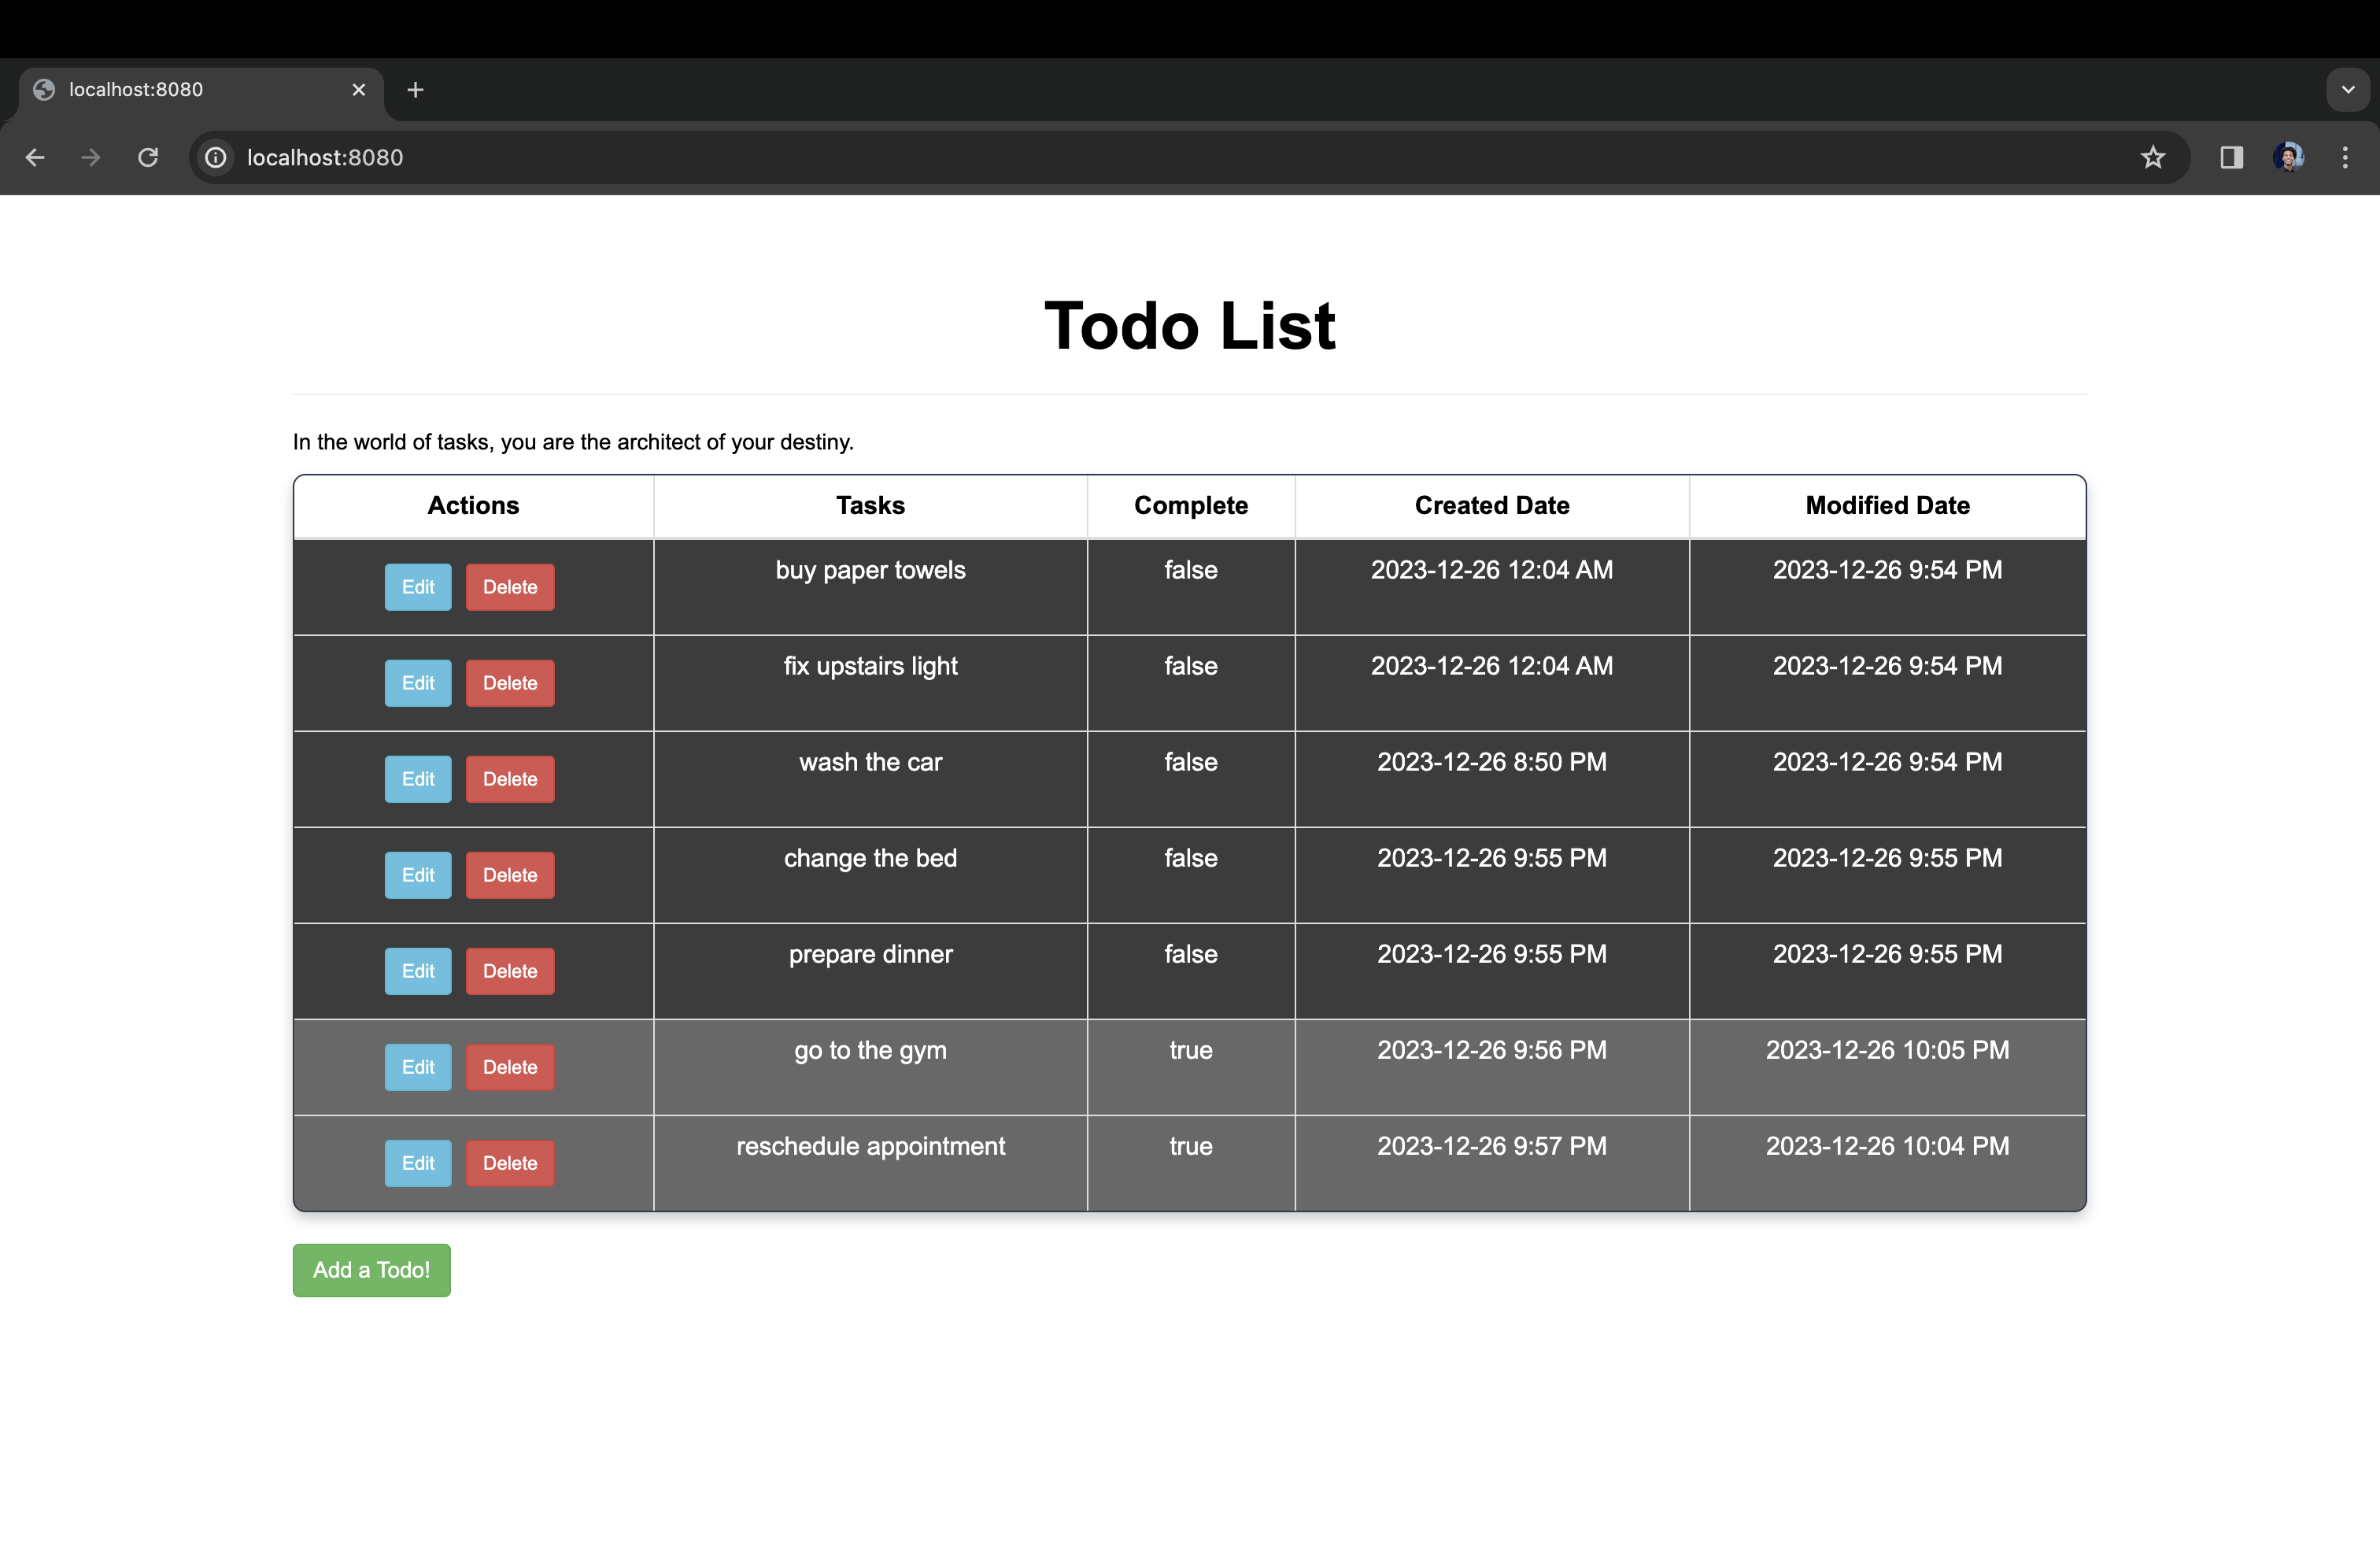 localhost:8080
localhost:8080
Todo List
In the world of tasks, you are the architect of your destiny.
Actions Tasks Complete Created Date Modified Date
Edit Delete buy paper towels false 2023-12-26 12:04 AM 2023-12-26 9:54 PM
Edit Delete fix upstairs light false 2023-12-26 12:04 AM 2023-12-26 9:54 PM
Edit Delete wash the car false 2023-12-26 8:50 PM 2023-12-26 9:54 PM
Edit Delete change the bed false 2023-12-26 9:55 PM 2023-12-26 9:55 PM
Edit Delete prepare dinner false 2023-12-26 9:55 PM 2023-12-26 9:55 PM
Edit Delete go to the gym true 2023-12-26 9:56 PM 2023-12-26 10:05 PM
Edit Delete reschedule appointment true 2023-12-26 9:57 PM 2023-12-26 10:04 PM
Add a Todo!